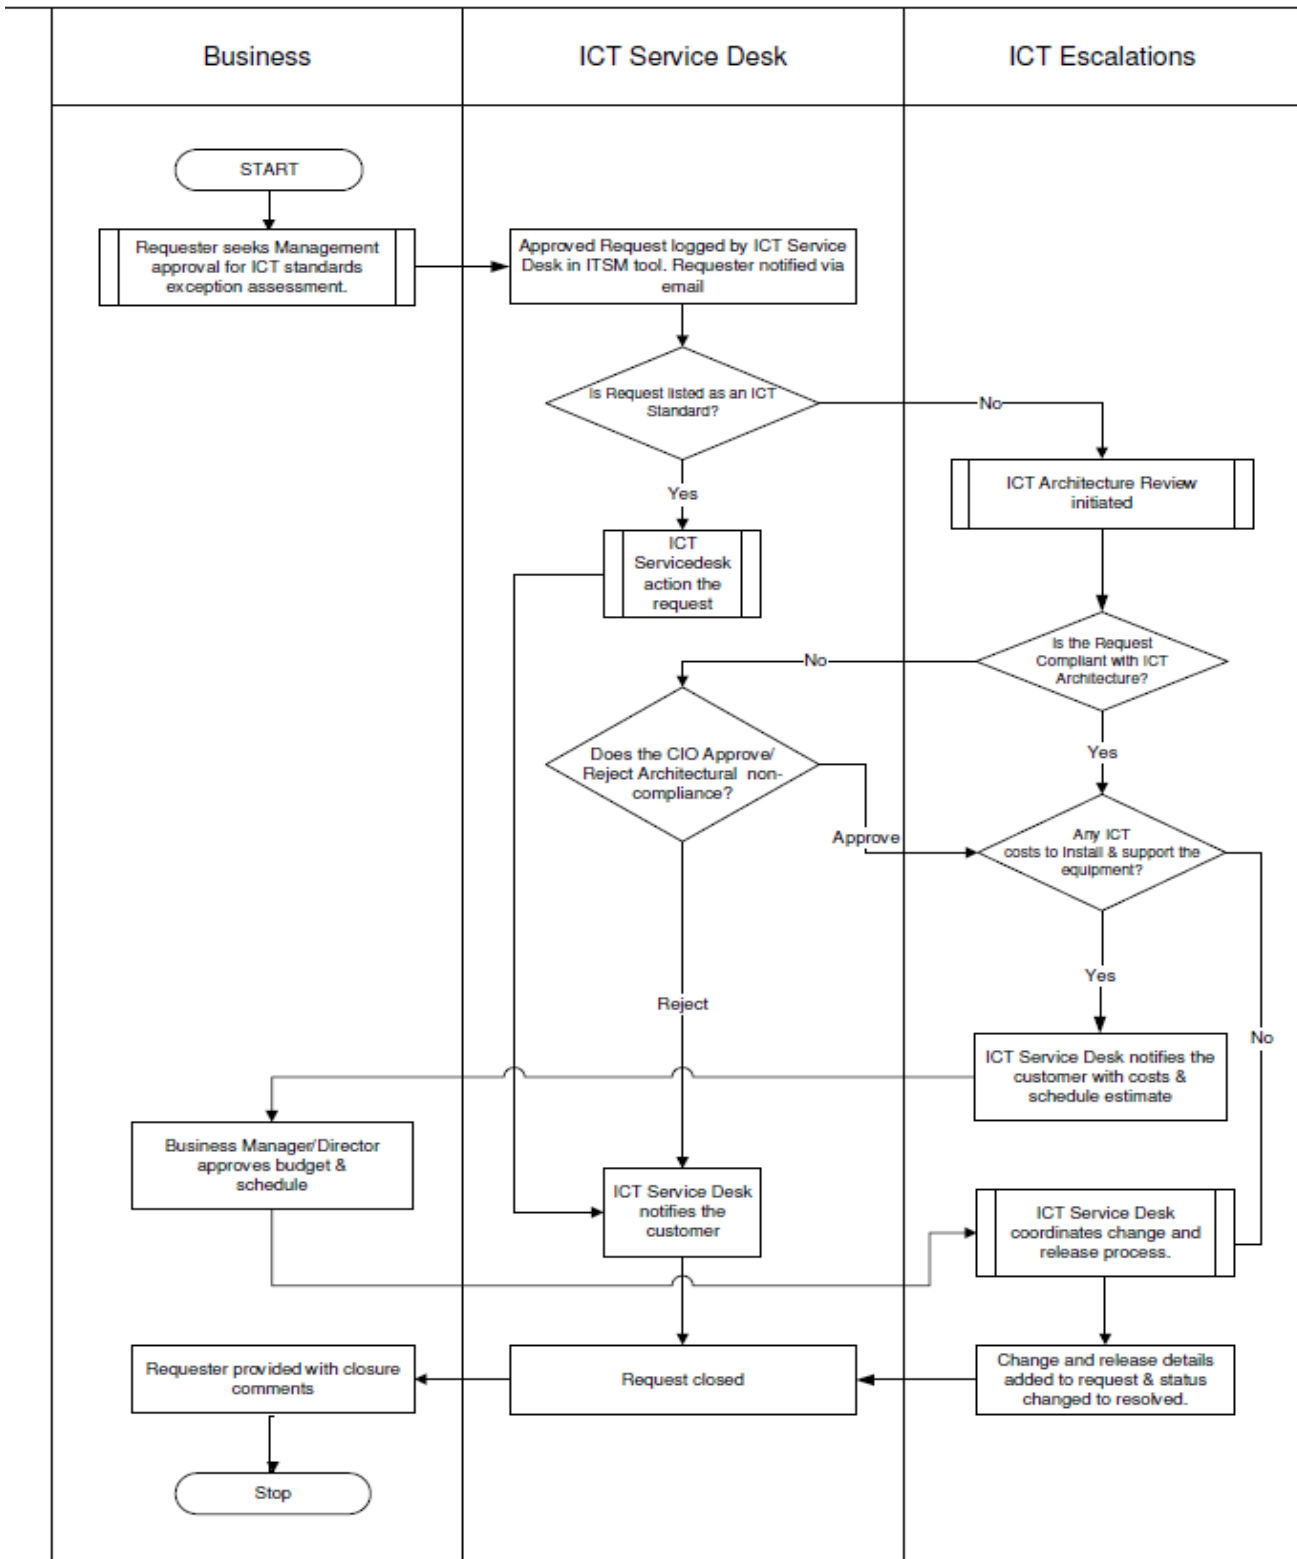 Business
ICT Service Desk
ICT Escalations
START
Requester seeks Management
approval for ICT standards
exception assessment.
Approved Request logged by ICT Service
Desk in ITSM tool. Requester notified via
email
Is Request listed as an ICT
Standard?
No
Yes
ICT Architecture Review
initiated
ICT
Servicedesk
action the
request
Is the Request
Compliant with ICT
Architecture?
No
Yes
Does the CIO Approve/
Reject Architectural non-
compliance?
Approve
Any ICT
costs to Install & support the
equipment?
Yes
Reject
No
ICT Service Desk notifies the
customer with costs &
schedule estimate
Business Manager/Director
approves budget &
schedule
ICT Service Desk
notifies the
customer
ICT Service Desk
coordinates change and
release process.
Requester provided with closure
comments
Request closed
Change and release details
added to request & status
changed to resolved.
Stop